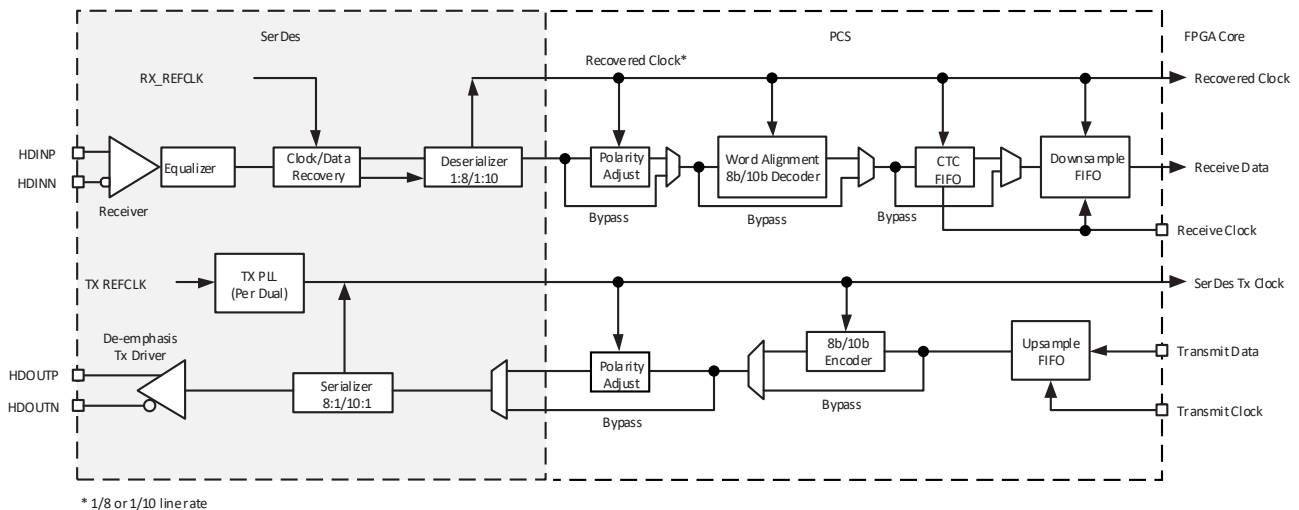 SerDes
PCS
FPGA Core
RX_REFCLK
Recovered Clock*
Recovered Clock
HDINP
HDINN
Receiver
Equalizer
Clock/Data
Recovery
Deserializer
1:8/1:10
Polarity
Adjust
Bypass
Word Alignment
8b/10b Decoder
Bypass
CTC
FIFO
Bypass
Downsample
FIFO
Receive Data
Receive Clock
TX REFCLK
TX PLL
(Per Dual)
SerDes Tx Clock
De-emphasis
Tx Driver
HDOUTP
HDOUTN
Serializer
8:1/10:1
Polarity
Adjust
Bypass
8b/10b
Encoder
Bypass
Upsample
FIFO
Transmit Data
Transmit Clock
* 1/8 or 1/10 line rate